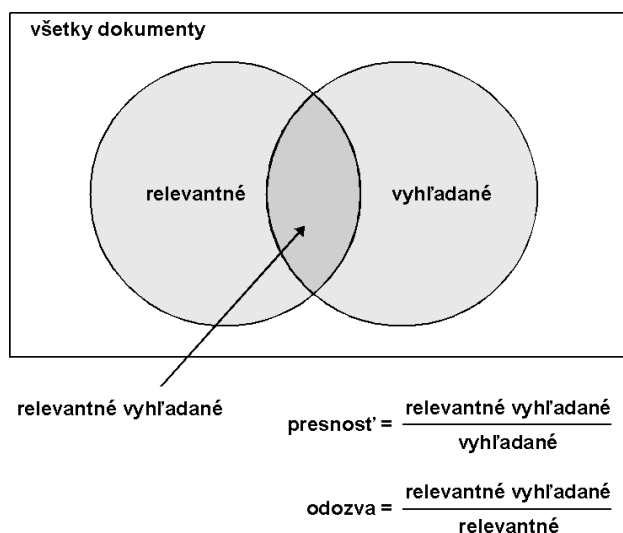 všetky dokumenty
relevantné
vyhľadané
relevantné vyhľadané
presnosť = relevantné vyhľadané
vyhľadané
odozva = relevantné vyhľadané
relevantné